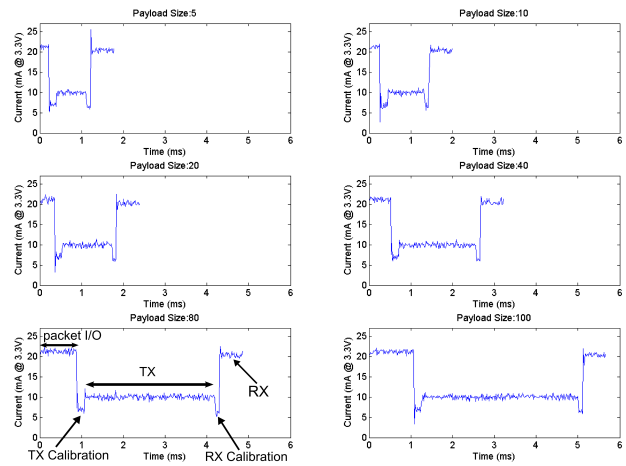 Payload Size:5
25
20
15
10
5
0
Current (mA @ 3.3V)
0 1 2 3 4 5 6
Time (ms)
Payload Size:10
25
20
15
10
5
0
Current (mA @ 3.3V)
0 1 2 3 4 5 6
Time (ms)
Payload Size:20
25
20
15
10
5
0
Current (mA @ 3.3V)
0 1 2 3 4 5 6
Time (ms)
Payload Size:40
25
20
15
10
5
0
Current (mA @ 3.3V)
0 1 2 3 4 5 6
Time (ms)
Payload Size:80
25
20
15
10
5
0
Current (mA @ 3.3V)
packet I/O
TX
RX
TX Calibration
RX Calibration
0 1 2 3 4 5 6
Time (ms)
Payload Size:100
25
20
15
10
5
0
Current (mA @ 3.3V)
0 1 2 3 4 5 6
Time (ms)